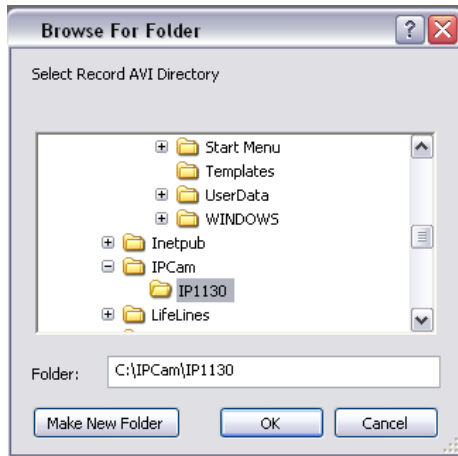 Browse For Folder
Select Record AVI Directory
Start Menu
Templates
UserData
WINDOWS
Inetpub
IPCam
IP1130
LifeLines
Folder: C:\IPCam\IP1130
Make New Folder OK Cancel